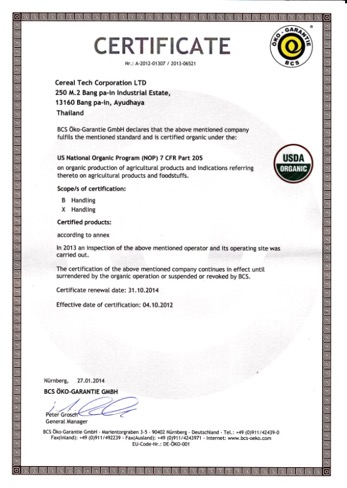 CERTIFICATE
ÖKO-GARANTIE
BCS
Nr.: A-2012-01307 / 2013-06521
Cereal Tech Corporation LTD
250 M.2 Bang pa-in Industrial Estate,
13160 Bang pa-in, Ayudhaya
Thailand
BCS Öko-Garantie GmbH declares that the above mentioned company
fulfils the mentioned standard and is certified organic under the:
US National Organic Program (NOP) 7 CFR Part 205
on organic production of agricultural products and indications referring
thereto on agricultural products and foodstuffs.
USDA
ORGANIC
Scope/s of certification:
B Handling
X Handling
Certified products:
according to annex
In 2013 an inspection of the above mentioned operator and its operating site was
carried out.
The certification of the above mentioned company continues in effect until
surrendered by the organic operation or suspended or revoked by BCS.
Certificate renewal date: 31.10.2014
Effective date of certification: 04.10.2012
Nürnberg, 27.01.2014
BCS ÖKO-GARANTIE GMBH
Peter Grosch
General Manager
BCS Öko-Garantie GmbH - Marientorgraben 3-5 - 90402 Nürnberg - Deutschland - Tel.: +49 (0)911/42439-0
Fax(Inland): +49 (0)911/492239 - Fax(Ausland): +49 (0)911/4243971 - Internet: www.bcs-oeko.com
EU-Code-Nr.: DE-ÖKO-001